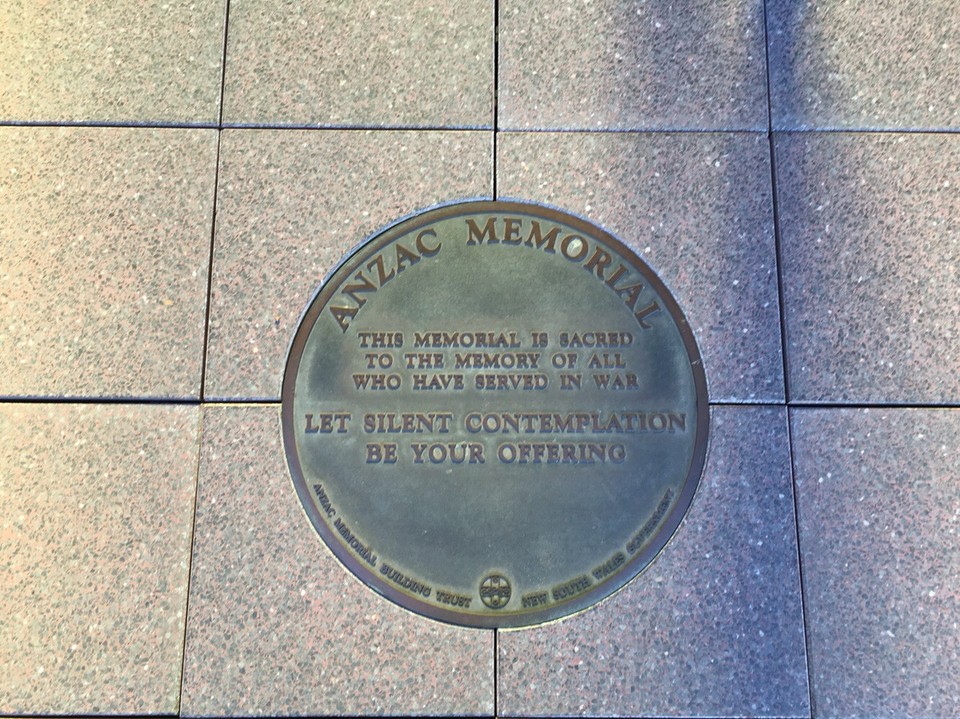 ANZAC MEMORIAL
THIS MEMORIAL IS SACRED
TO THE MEMORY OF ALL
WHO HAVE SERVED IN WAR
LET SILENT CONTEMPLATION
BE YOUR OFFERING
ANZAC MEMORIAL BUILDING TRUST
NEW SOUTH WALES GOVERNMENT